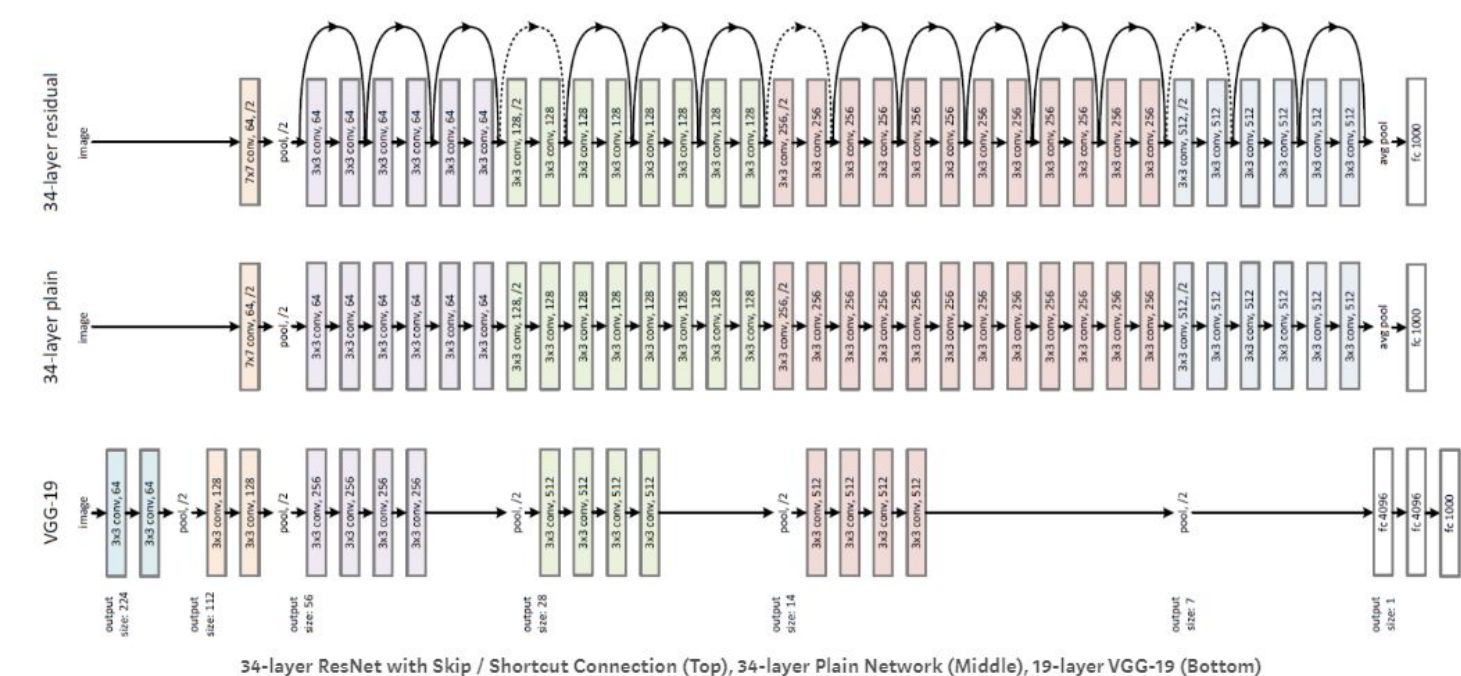 34-layer residual
image
7x7 conv, 64, /2
pool, /2
3x3 conv, 64
3x3 conv, 64
3x3 conv, 64
3x3 conv, 64
3x3 conv, 64
3x3 conv, 64
3x3 conv, 128, /2
3x3 conv, 128
3x3 conv, 128
3x3 conv, 128
3x3 conv, 128
3x3 conv, 128
3x3 conv, 128
3x3 conv, 128
3x3 conv, 256, /2
3x3 conv, 256
3x3 conv, 256
3x3 conv, 256
3x3 conv, 256
3x3 conv, 256
3x3 conv, 256
3x3 conv, 256
3x3 conv, 256
3x3 conv, 256
3x3 conv, 256
3x3 conv, 256
3x3 conv, 512, /2
3x3 conv, 512
3x3 conv, 512
3x3 conv, 512
3x3 conv, 512
3x3 conv, 512
avg pool
fc 1000
34-layer plain
image
7x7 conv, 64, /2
pool, /2
3x3 conv, 64
3x3 conv, 64
3x3 conv, 64
3x3 conv, 64
3x3 conv, 64
3x3 conv, 64
3x3 conv, 128, /2
3x3 conv, 128
3x3 conv, 128
3x3 conv, 128
3x3 conv, 128
3x3 conv, 128
3x3 conv, 128
3x3 conv, 128
3x3 conv, 256, /2
3x3 conv, 256
3x3 conv, 256
3x3 conv, 256
3x3 conv, 256
3x3 conv, 256
3x3 conv, 256
3x3 conv, 256
3x3 conv, 256
3x3 conv, 256
3x3 conv, 256
3x3 conv, 256
3x3 conv, 512, /2
3x3 conv, 512
3x3 conv, 512
3x3 conv, 512
3x3 conv, 512
3x3 conv, 512
avg pool
fc 1000
VGG-19
image
3x3 conv, 64
3x3 conv, 64
pool, /2
3x3 conv, 128
3x3 conv, 128
pool, /2
3x3 conv, 256
3x3 conv, 256
3x3 conv, 256
3x3 conv, 256
pool, /2
3x3 conv, 512
3x3 conv, 512
3x3 conv, 512
3x3 conv, 512
pool, /2
3x3 conv, 512
3x3 conv, 512
3x3 conv, 512
3x3 conv, 512
pool, /2
fc 4096
fc 4096
fc 1000
output
size: 224
output
size: 112
output
size: 56
output
size: 28
output
size: 14
output
size: 7
output
size: 1
34-layer ResNet with Skip / Shortcut Connection (Top), 34-layer Plain Network (Middle), 19-layer VGG-19 (Bottom)